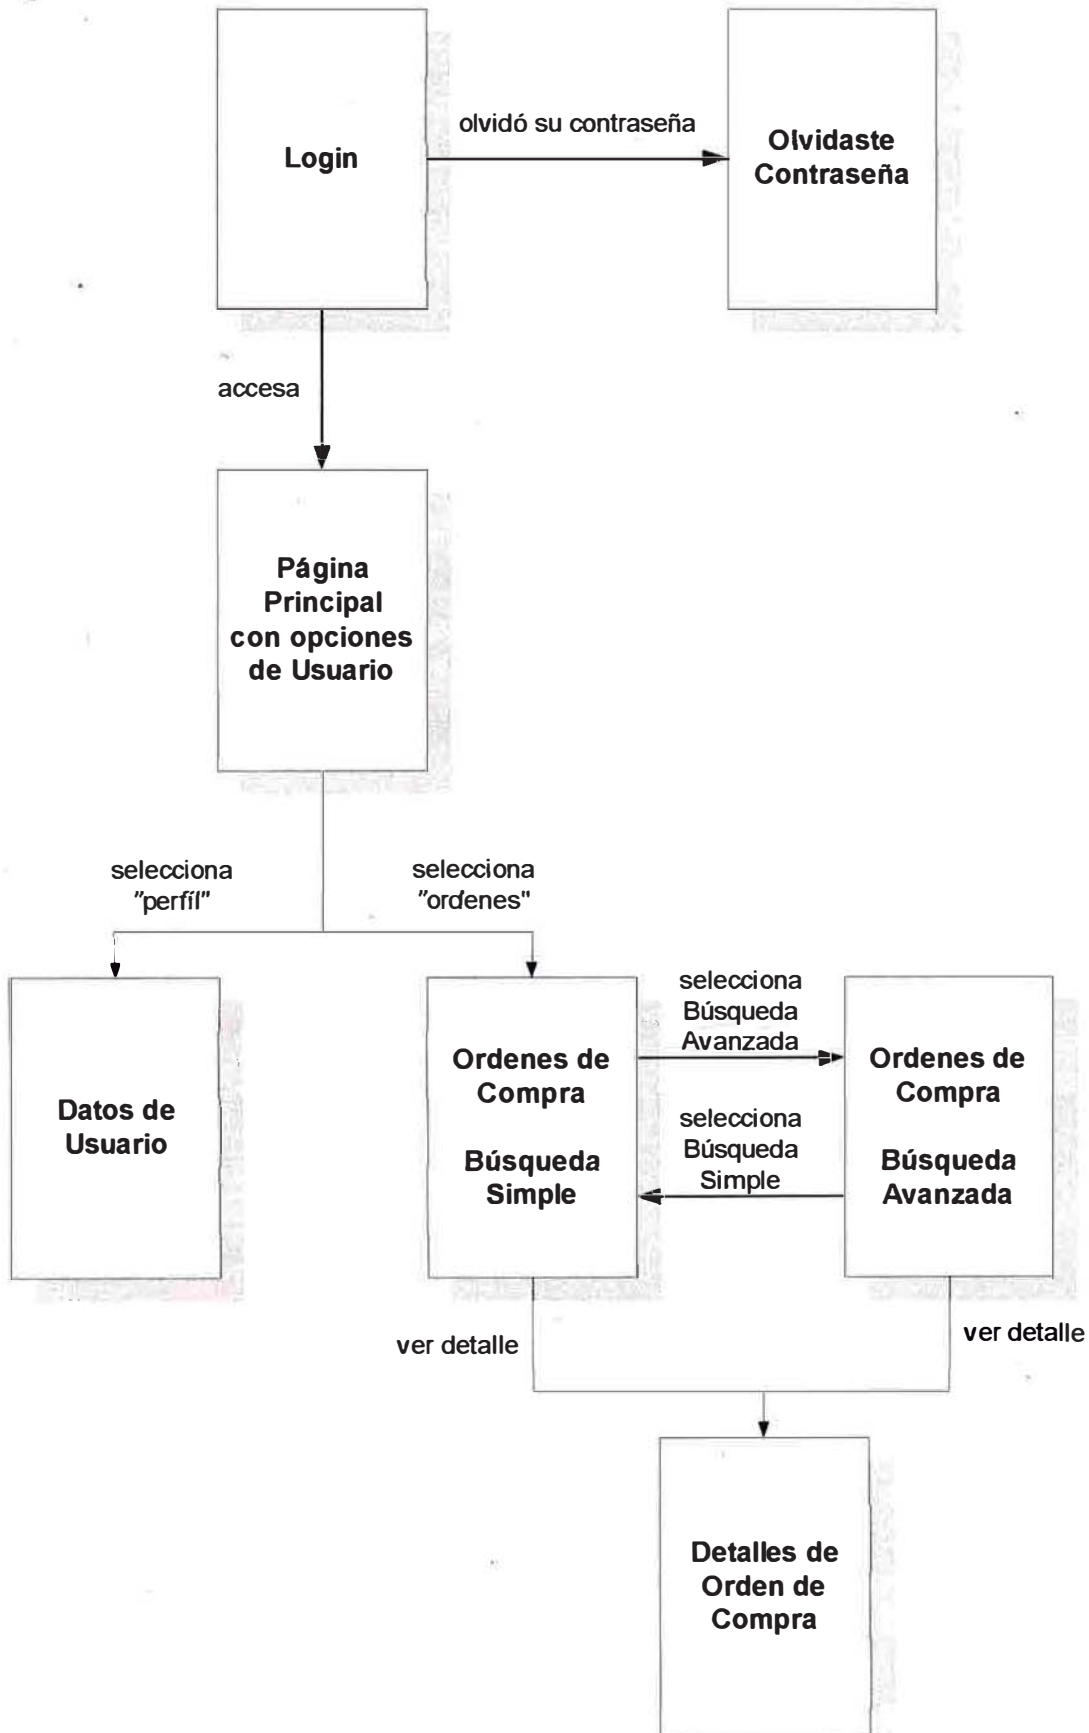 olvidó su contraseña
Login
Olvidaste
Contraseña
accesa
Página
Principal
con opciones
de Usuario
selecciona
"perfíl"
selecciona
"ordenes"
selecciona
Búsqueda
Avanzada
Ordenes de
Compra
Búsqueda
Simple
selecciona
Búsqueda
Simple
Ordenes de
Compra
Búsqueda
Avanzada
Datos de
Usuario
ver detalle
ver detalle
Detalles de
Orden de
Compra